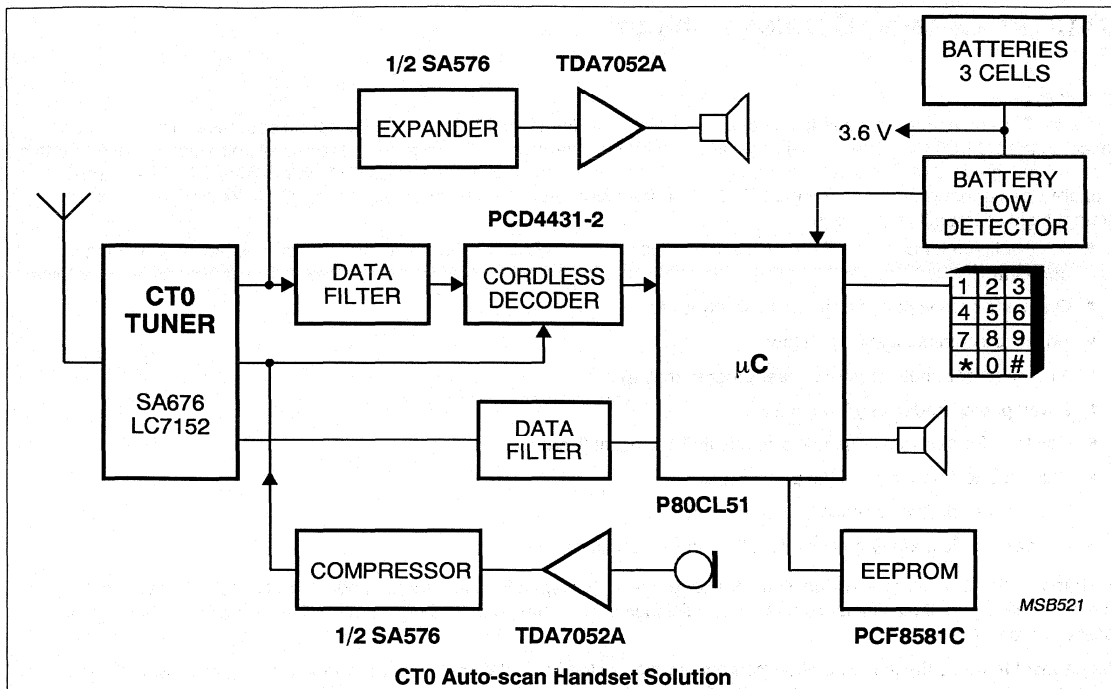 BATTERIES
3 CELLS
1/2 SA576
TDA7052A
EXPANDER
3.6 V
BATTERY
LOW
DETECTOR
PCD4431-2
CT0
TUNER
SA676
LC7152
DATA
FILTER
CORDLESS
DECODER
µC
1 2 3
4 5 6
7 8 9
* 0 #
DATA
FILTER
P80CL51
COMPRESSOR
EEPROM
MSB521
1/2 SA576
TDA7052A
PCF8581C
CT0 Auto-scan Handset Solution